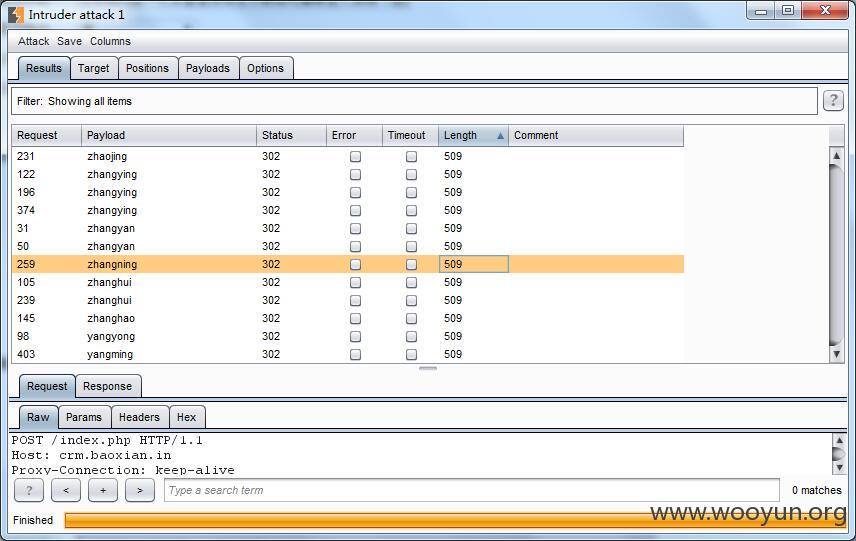 Intruder attack 1
Attack Save Columns
Results Target Positions Payloads Options
Filter: Showing all items ?
Request Payload Status Error Timeout Length Comment
231 zhaojing 302 509
122 zhangying 302 509
196 zhangying 302 509
374 zhangying 302 509
31 zhangyan 302 509
50 zhangyan 302 509
259 zhangning 302 509
105 zhanghui 302 509
239 zhanghui 302 509
145 zhanghao 302 509
98 yangyong 302 509
403 yangming 302 509
Request Response
Raw Params Headers Hex
POST /index.php HTTP/1.1
Host: crm.baoxian.in
Proxy-Connection: keep-alive
? < + > Type a search term 0 matches
www.wooyun.org
Finished